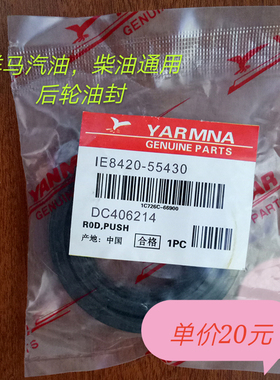 洋马汽油，柴油通用
后轮油封
YARMNA
GENUINE PARTS
IE8420-55430
1C726C-66900
DC406214
R0D,PUSH
产地：中国 合格 1PC
单价20元